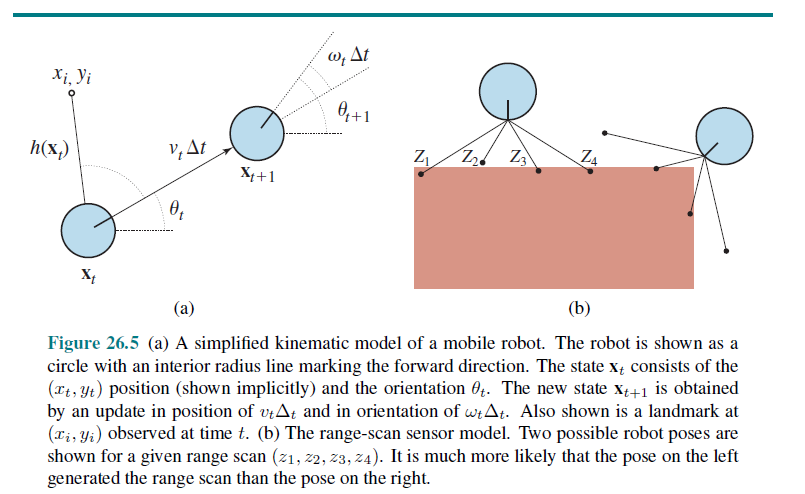 xᵢ, yᵢ
ωₜ Δt
θₜ₊₁
h(xₜ)
vₜ Δt
xₜ₊₁
θₜ
xₜ
Z₁ Z₂ Z₃ Z₄
(a) (b)
Figure 26.5 (a) A simplified kinematic model of a mobile robot. The robot is shown as a
circle with an interior radius line marking the forward direction. The state xₜ consists of the
(xₜ, yₜ) position (shown implicitly) and the orientation θₜ. The new state xₜ₊₁ is obtained
by an update in position of vₜΔₜ and in orientation of ωₜΔₜ. Also shown is a landmark at
(xᵢ, yᵢ) observed at time t. (b) The range-scan sensor model. Two possible robot poses are
shown for a given range scan (z₁, z₂, z₃, z₄). It is much more likely that the pose on the left
generated the range scan than the pose on the right.